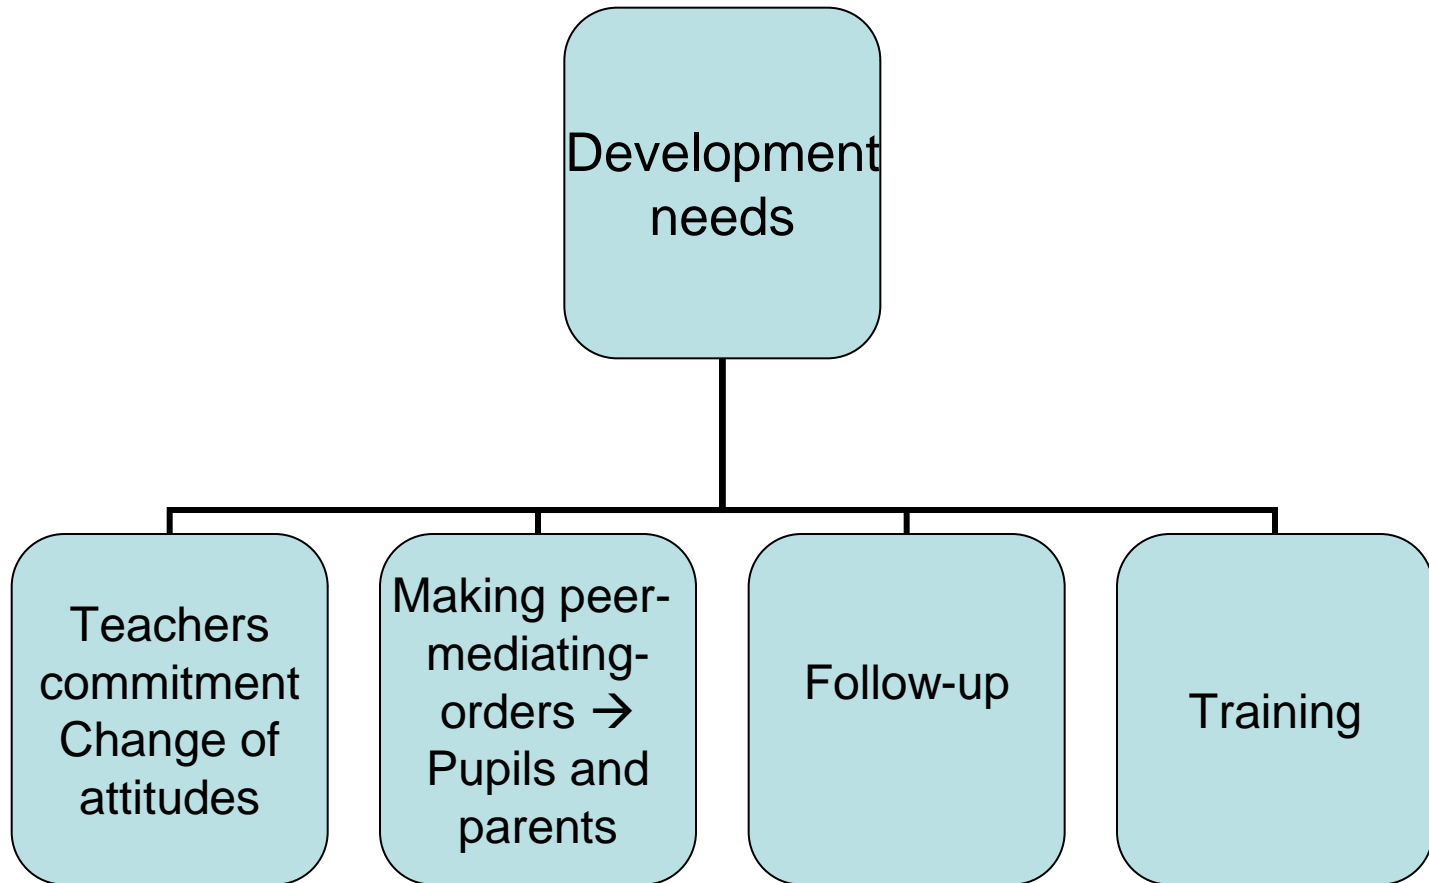 Development
needs
Teachers
commitment
Change of
attitudes
Making peer-
mediating-
orders →
Pupils and
parents
Follow-up
Training